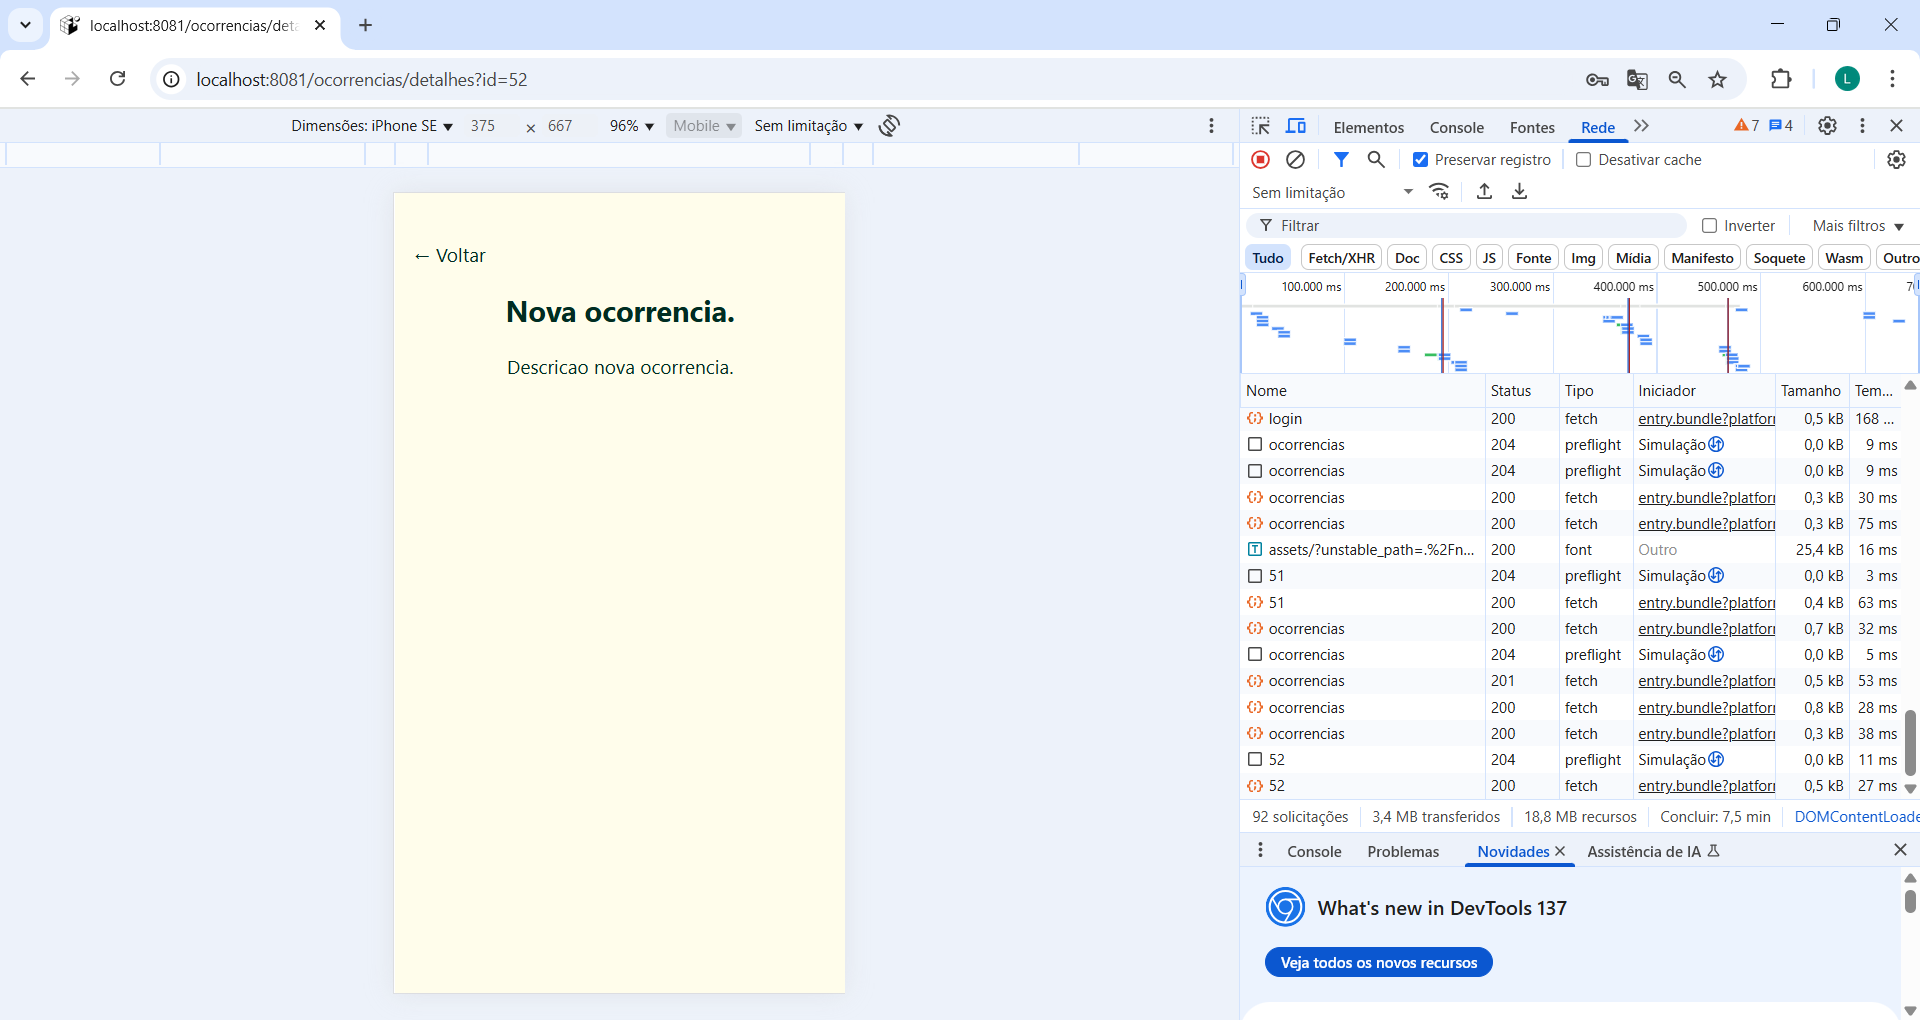 localhost:8081/ocorrencias/deta
localhost:8081/ocorrencias/detalhes?id=52
L
Dimensões: iPhone SE 375 × 667 96% Mobile Sem limitação
Elementos Console Fontes Rede 7 4
Preservar registro Desativar cache
Sem limitação
Filtrar Inverter Mais filtros
Tudo Fetch/XHR Doc CSS JS Fonte Img Mídia Manifesto Soquete Wasm Outro
100.000 ms 200.000 ms 300.000 ms 400.000 ms 500.000 ms 600.000 ms 70
← Voltar
Nova ocorrencia.
Descricao nova ocorrencia.
Nome Status Tipo Iniciador Tamanho Tem...
login 200 fetch entry.bundle?platforr 0,5 kB 168 ...
ocorrencias 204 preflight Simulação 0,0 kB 9 ms
ocorrencias 204 preflight Simulação 0,0 kB 9 ms
ocorrencias 200 fetch entry.bundle?platforr 0,3 kB 30 ms
ocorrencias 200 fetch entry.bundle?platforr 0,3 kB 75 ms
assets/?unstable_path=.%2Fn... 200 font Outro 25,4 kB 16 ms
51 204 preflight Simulação 0,0 kB 3 ms
51 200 fetch entry.bundle?platforr 0,4 kB 63 ms
ocorrencias 200 fetch entry.bundle?platforr 0,7 kB 32 ms
ocorrencias 204 preflight Simulação 0,0 kB 5 ms
ocorrencias 201 fetch entry.bundle?platforr 0,5 kB 53 ms
ocorrencias 200 fetch entry.bundle?platforr 0,8 kB 28 ms
ocorrencias 200 fetch entry.bundle?platforr 0,3 kB 38 ms
52 204 preflight Simulação 0,0 kB 11 ms
52 200 fetch entry.bundle?platforr 0,5 kB 27 ms
92 solicitações 3,4 MB transferidos 18,8 MB recursos Concluir: 7,5 min DOMContentLoade
Console Problemas Novidades Assistência de IA
What's new in DevTools 137
Veja todos os novos recursos